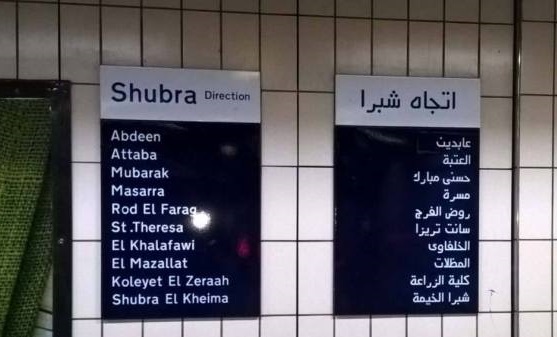 Shubra Direction
Abdeen
Attaba
Mubarak
Masarra
Rod El Farag
St.Theresa
El Khalafawi
El Mazallat
Koleyet El Zeraah
Shubra El Kheima
اتجاه شبرا
عابدين
العتبة
حسنى مبارك
مسرة
روض الفرج
سانت تريزا
الخلفاوى
المظلات
كلية الزراعة
شبرا الخيمة